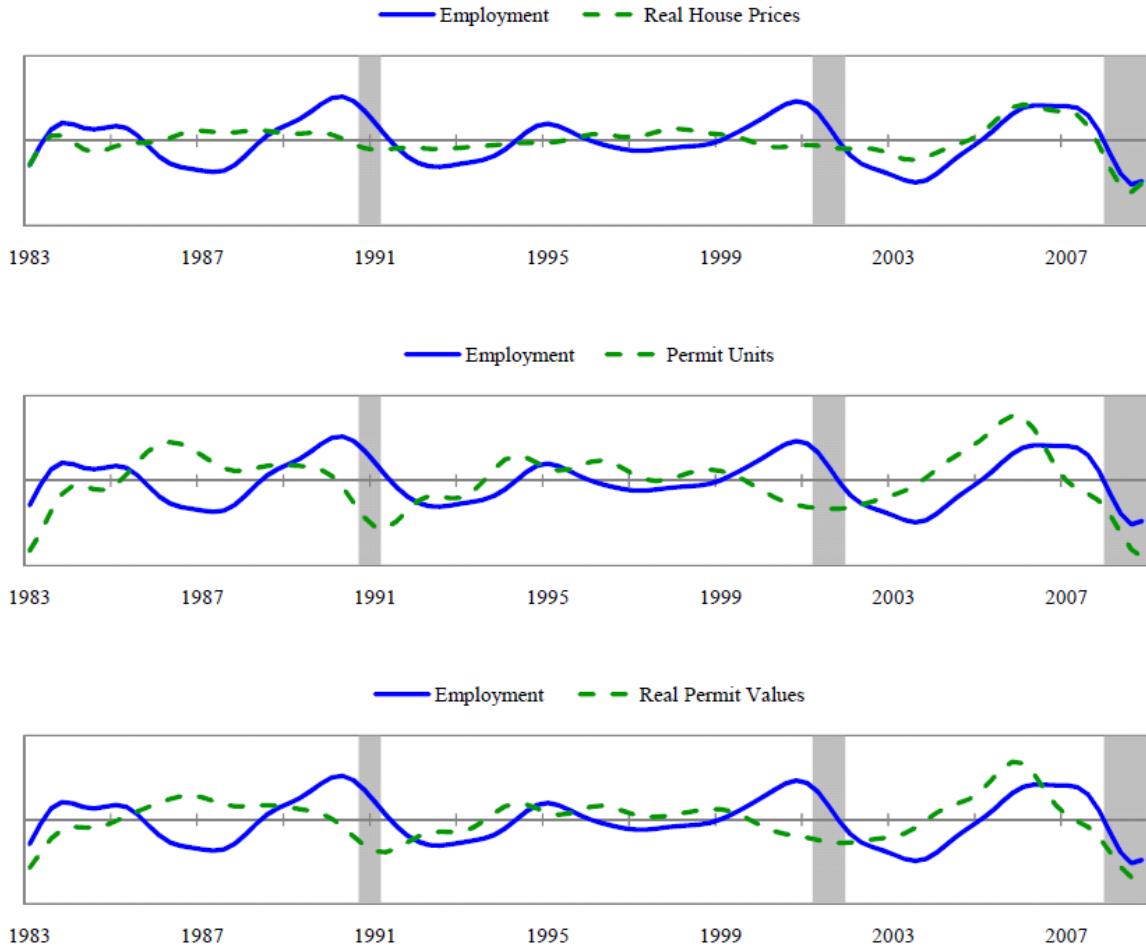 Employment Real House Prices
1983 1987 1991 1995 1999 2003 2007
Employment Permit Units
1983 1987 1991 1995 1999 2003 2007
Employment Real Permit Values
1983 1987 1991 1995 1999 2003 2007